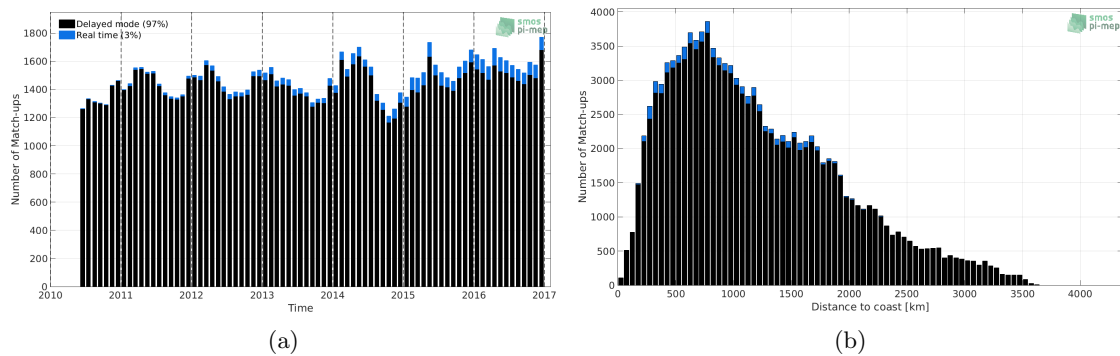 Delayed mode (97%)
Real time (3%)
smos
pi-mep
Number of Match-ups
1800
1600
1400
1200
1000
800
600
400
200
0
2010 2011 2012 2013 2014 2015 2016 2017
Time
(a)
smos
pi-mep
Number of Match-ups
4000
3500
3000
2500
2000
1500
1000
500
0
0 500 1000 1500 2000 2500 3000 3500 4000
Distance to coast [km]
(b)